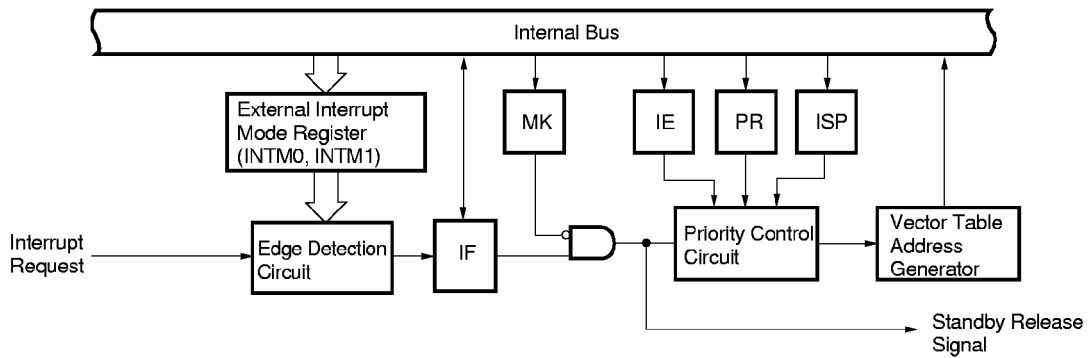 Internal Bus
External Interrupt
Mode Register
(INTM0, INTM1)
MK
IE
PR
ISP
Interrupt
Request
Edge Detection
Circuit
IF
Priority Control
Circuit
Vector Table
Address
Generator
Standby Release
Signal